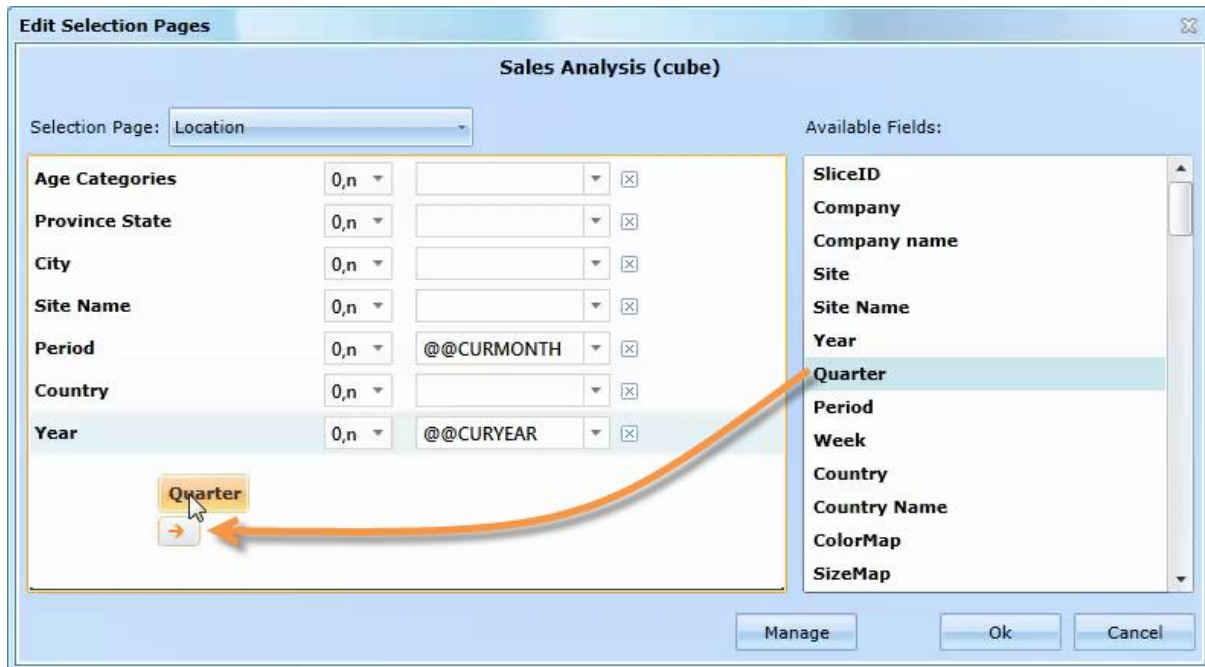 Edit Selection Pages
Sales Analysis (cube)
Selection Page: Location
Available Fields:
Age Categories 0,n
Province State 0,n
City 0,n
Site Name 0,n
Period 0,n @@CURMONTH
Country 0,n
Year 0,n @@CURYEAR
Quarter
SliceID
Company
Company name
Site
Site Name
Year
Quarter
Period
Week
Country
Country Name
ColorMap
SizeMap
Manage Ok Cancel